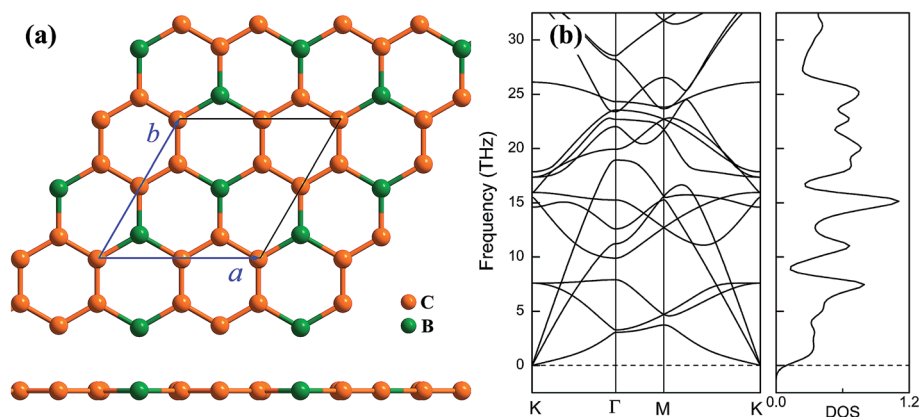 (a)
b
a
C
B
(b)
Frequency (THz)
30
25
20
15
10
5
0
K Γ M K
0.0 1.2
DOS